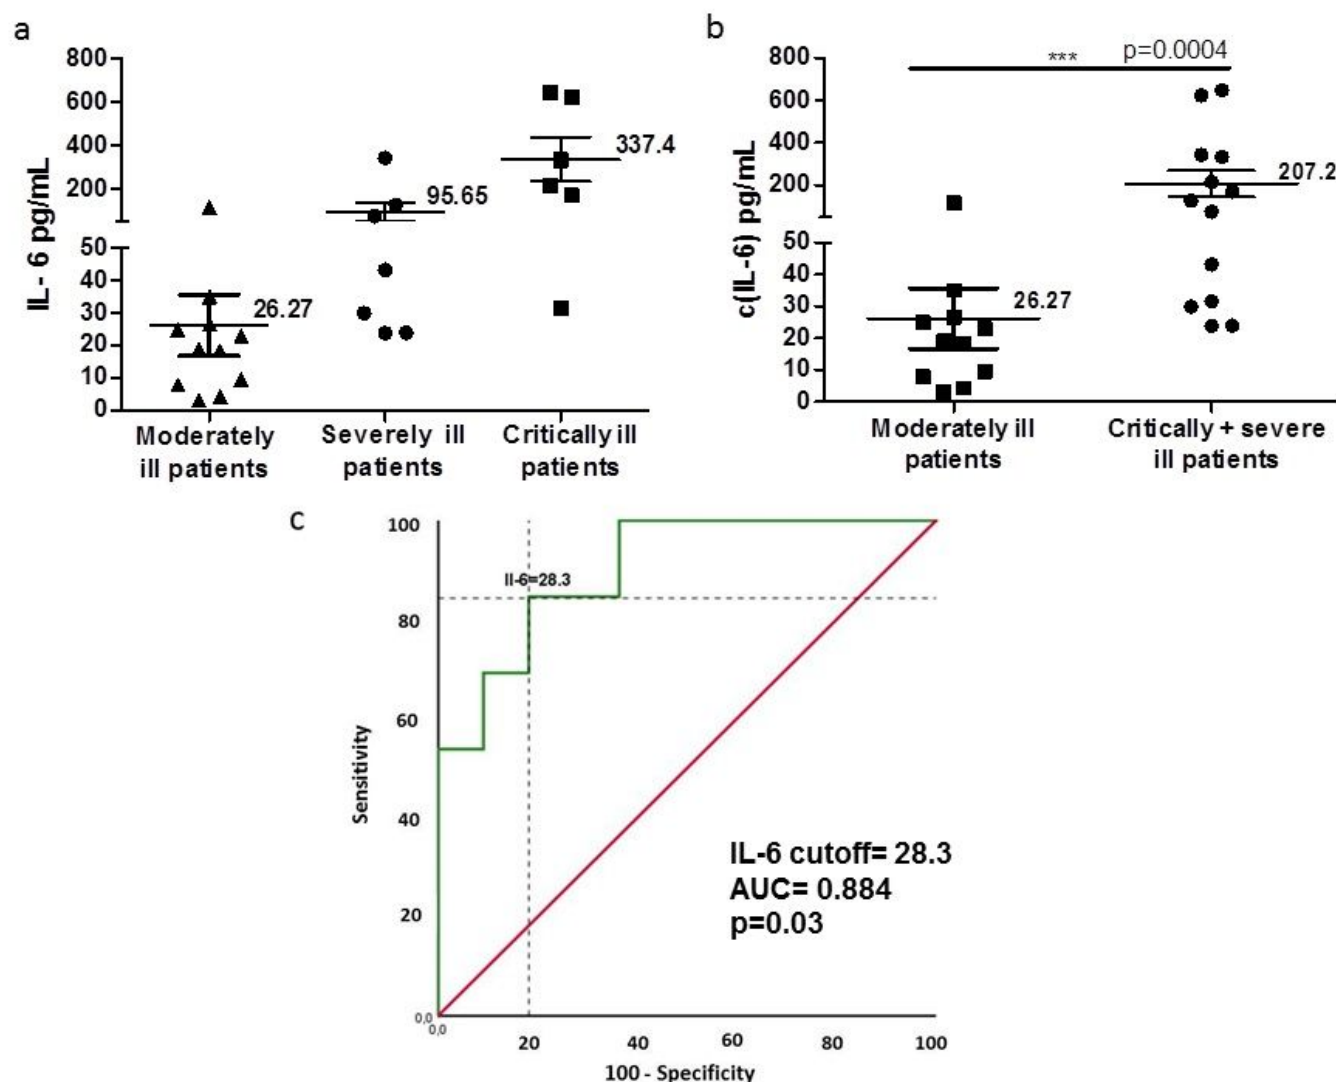 a
IL- 6 pg/mL
800
600
400
200
50
40
30
20
10
0
26.27
95.65
337.4
Moderately
ill patients
Severely ill
patients
Critically ill
patients
b
c(IL-6) pg/mL
800
600
400
200
50
40
30
20
10
0
*** p=0.0004
26.27
207.2
Moderately ill
patients
Critically + severe
ill patients
c
Sensitivity
100
80
60
40
20
0,0
0,0
20
40
60
80
100
100 - Specificity
Il-6=28.3
IL-6 cutoff= 28.3
AUC= 0.884
p=0.03